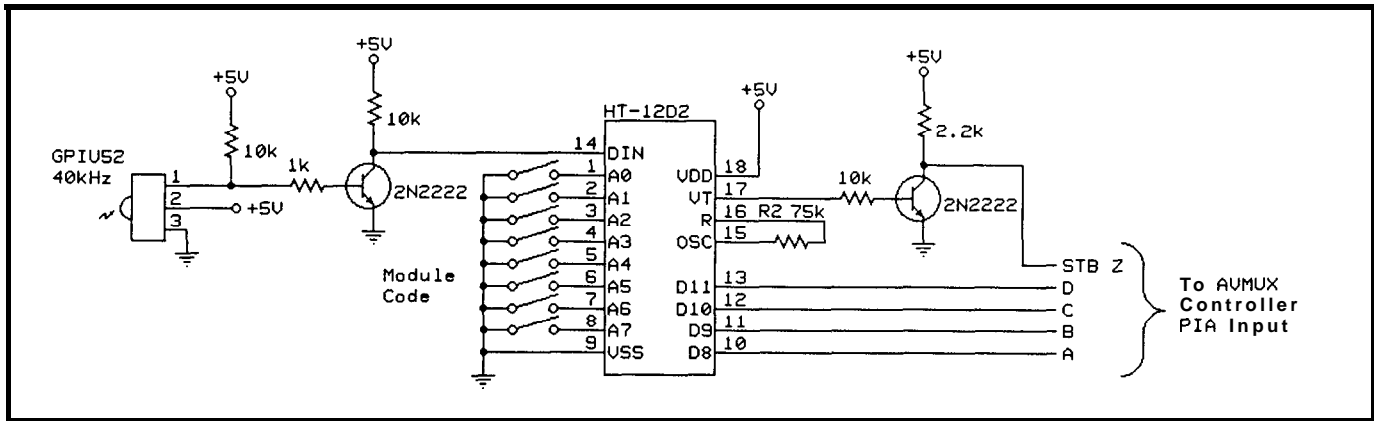 +5V
+5V
10k
GPIU52
40kHz
1
2
3
+5V
1k
10k
2N2222
HT-12D2
14 DIN
1 A0
2 A1
3 A2
4 A3
5 A4
6 A5
7 A6
8 A7
9 VSS
Module
Code
+5V
VDD 18
VT 17
R 16
OSC 15
R2 75k
D11 13
D10 12
D9 11
D8 10
+5V
2.2k
10k
2N2222
STB Z
D
C
B
A
To AVMUX
Controller
PIA Input